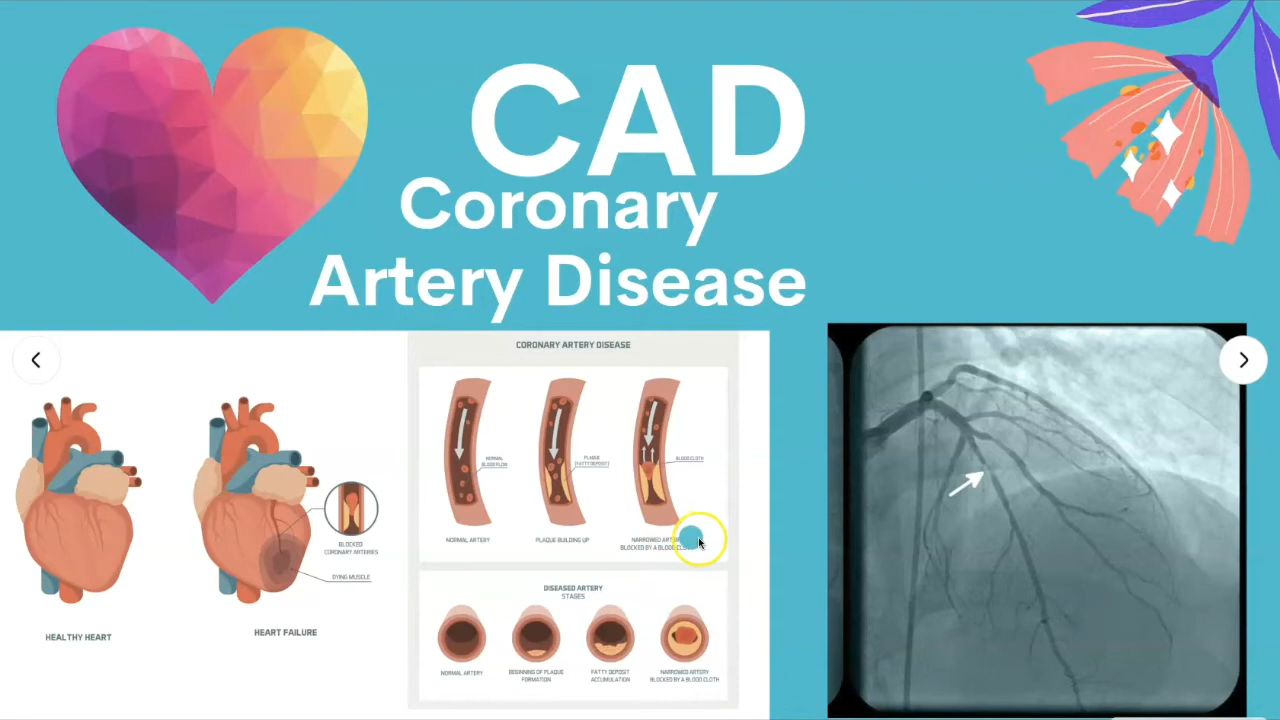 CAD
Coronary
Artery Disease
CORONARY ARTERY DISEASE
NORMAL
BLOOD FLOW
PLAQUE
(FATTY DEPOSIT)
BLOOD CLOTH
NORMAL ARTERY
PLAQUE BUILDING UP
NARROWED
BLOCKED BY A BLOOD
BLOCKED
CORONARY ARTERIES
DYING MUSCLE
HEALTHY HEART
HEART FAILURE
DISEASED ARTERY
STAGES
NORMAL ARTERY
BEGINNING OF PLAQUE
FORMATION
FATTY DEPOSIT
ACCUMULATION
NARROWED ARTERY
BLOCKED BY A BLOOD CLOTH